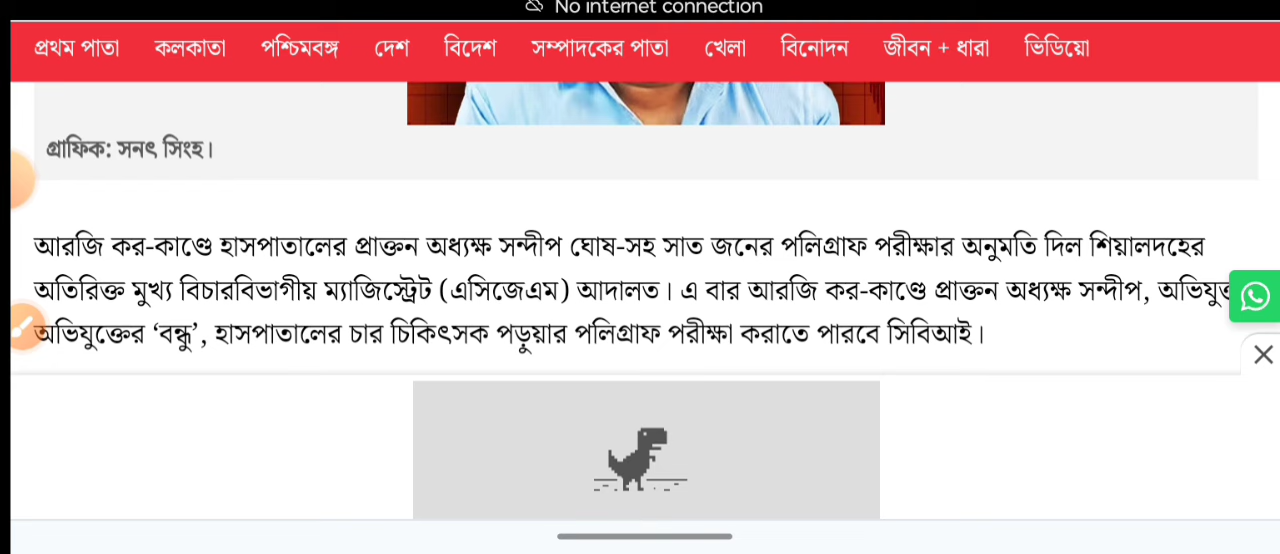 No internet connection
প্রথম পাতা কলকাতা পশ্চিমবঙ্গ দেশ বিদেশ সম্পাদকের পাতা খেলা বিনোদন জীবন + ধারা ভিডিয়ো
গ্রাফিক: সনৎ সিংহ।
আরজি কর-কাণ্ডে হাসপাতালের প্রাক্তন অধ্যক্ষ সন্দীপ ঘোষ-সহ সাত জনের পলিগ্রাফ পরীক্ষার অনুমতি দিল শিয়ালদহের
অতিরিক্ত মুখ্য বিচারবিভাগীয় ম্যাজিস্ট্রেট (এসিজেএম) আদালত। এ বার আরজি কর-কাণ্ডে প্রাক্তন অধ্যক্ষ সন্দীপ,
অভিযুক্তের ‘বন্ধু’, হাসপাতালের চার চিকিৎসক পড়ুয়ার পলিগ্রাফ পরীক্ষা করাতে পারবে সিবিআই।